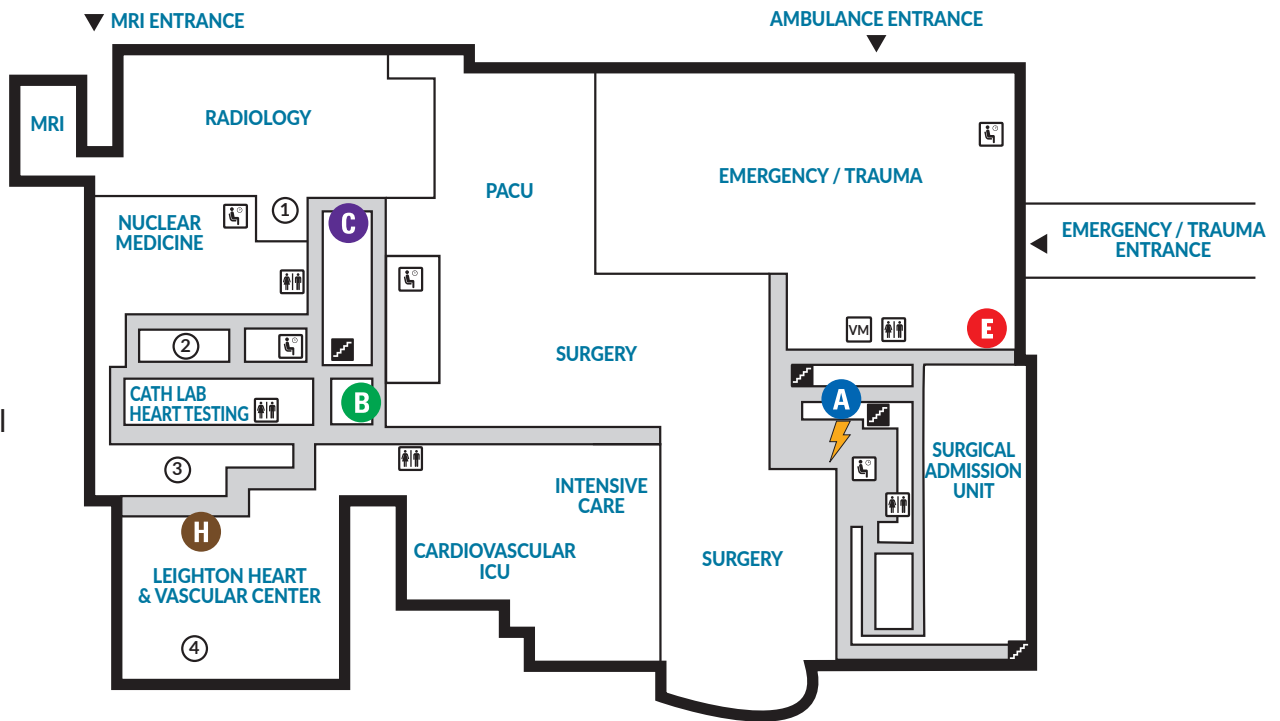 MRI ENTRANCE
AMBULANCE ENTRANCE
MRI
RADIOLOGY
EMERGENCY / TRAUMA
PACU
1
C
NUCLEAR
MEDICINE
EMERGENCY / TRAUMA
ENTRANCE
VM
E
2
SURGERY
CATH LAB
HEART TESTING
B
A
3
SURGICAL
ADMISSION
UNIT
INTENSIVE
CARE
H
CARDIOVASCULAR
ICU
SURGERY
LEIGHTON HEART
& VASCULAR CENTER
4